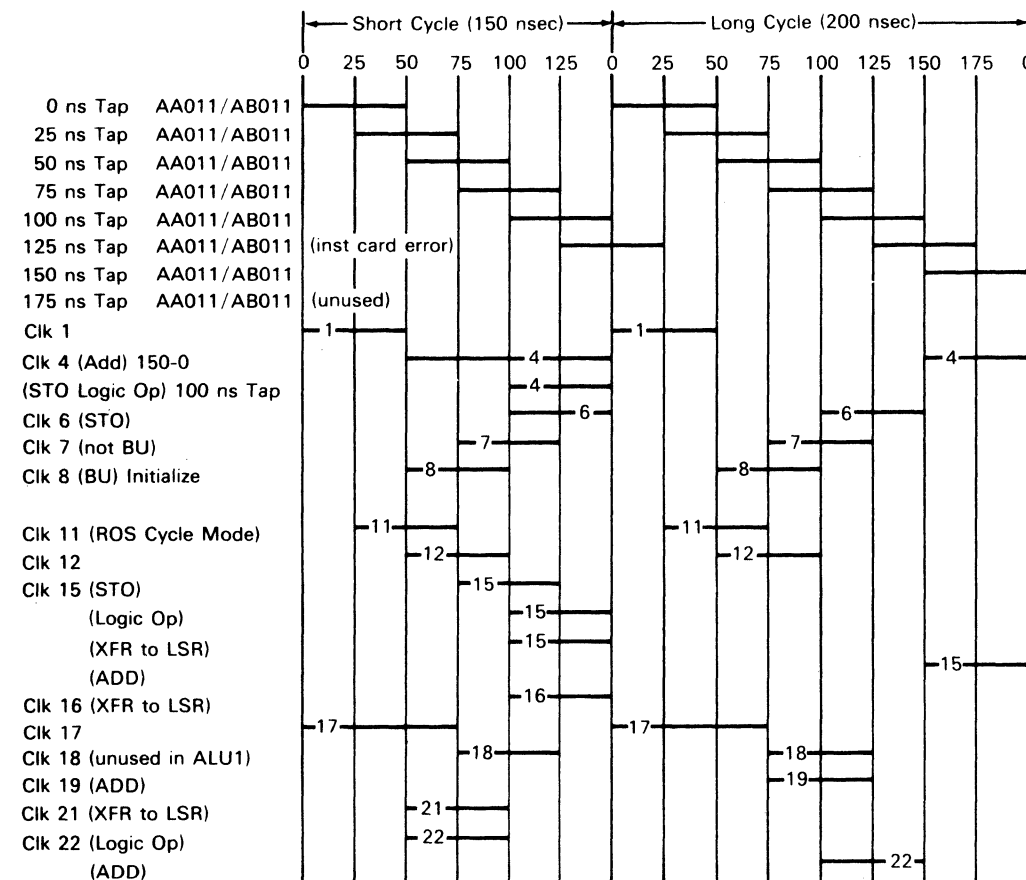 Short Cycle (150 nsec) Long Cycle (200 nsec)
0 25 50 75 100 125 0 25 50 75 100 125 150 175 0
0 ns Tap AA011/AB011
25 ns Tap AA011/AB011
50 ns Tap AA011/AB011
75 ns Tap AA011/AB011
100 ns Tap AA011/AB011
125 ns Tap AA011/AB011 (inst card error)
150 ns Tap AA011/AB011
175 ns Tap AA011/AB011 (unused)
Clk 1 1 1
Clk 4 (Add) 150-0 4 4
(STO Logic Op) 100 ns Tap 4
Clk 6 (STO) 6 6
Clk 7 (not BU) 7 7
Clk 8 (BU) Initialize 8 8
Clk 11 (ROS Cycle Mode) 11 11
Clk 12 12 12
Clk 15 (STO) 15
(Logic Op) 15
(XFR to LSR) 15
(ADD) 15
Clk 16 (XFR to LSR) 16
Clk 17 17 17
Clk 18 (unused in ALU1) 18 18
Clk 19 (ADD) 19
Clk 21 (XFR to LSR) 21
Clk 22 (Logic Op) 22
(ADD) 22